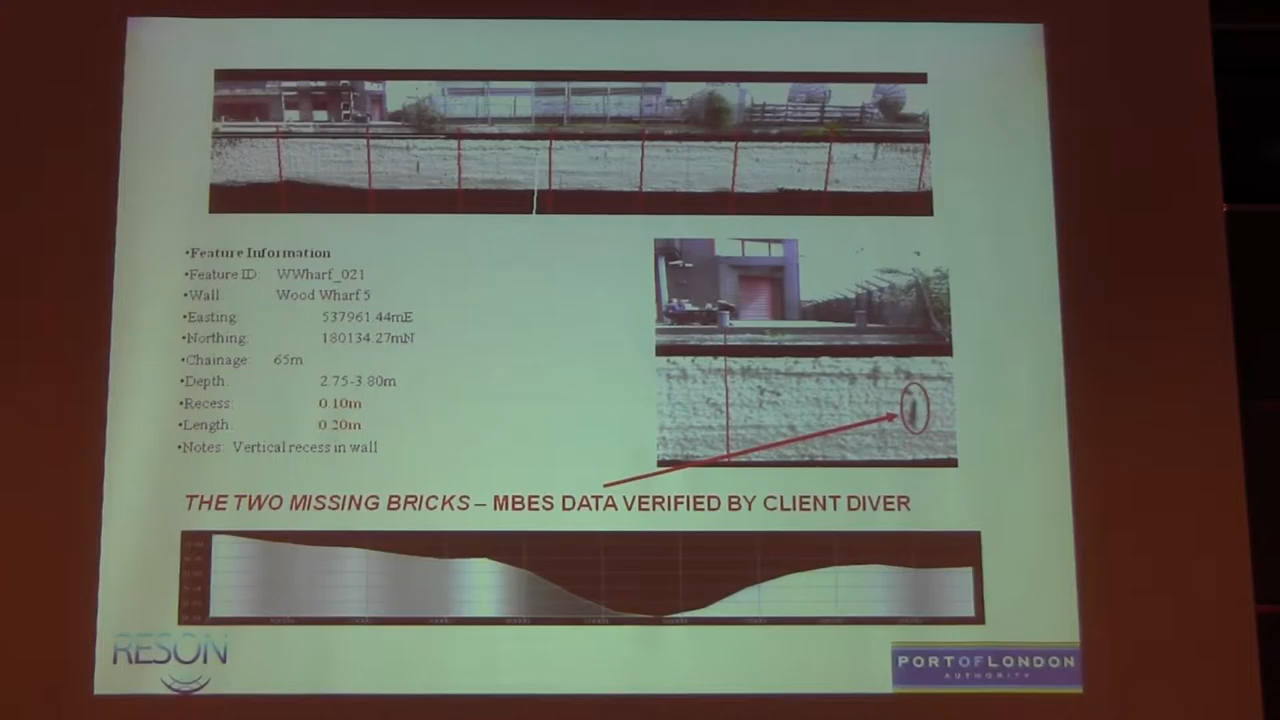 •Feature Information
•Feature ID: WWharf_021
•Wall: Wood Wharf 5
•Easting: 537961.44mE
•Northing: 180134.27mN
•Chainage: 65m
•Depth: 2.75-3.80m
•Recess: 0.10m
•Length: 0.20m
•Notes: Vertical recess in wall
THE TWO MISSING BRICKS – MBES DATA VERIFIED BY CLIENT DIVER
RESON
PORT OF LONDON
AUTHORITY